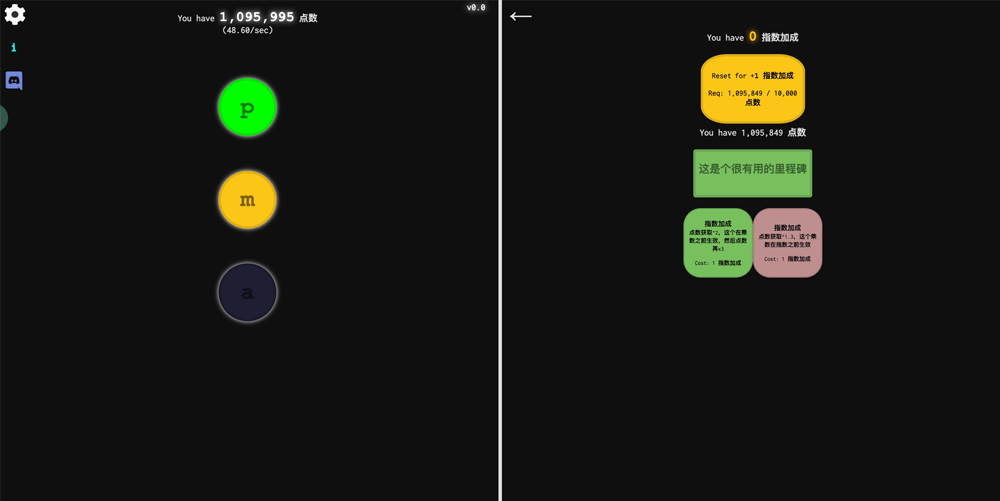 You have 1,095,995 点数
(48.60/sec)
v0.0
i
p
m
a
You have 0 指数加成
Reset for +1 指数加成
Req: 1,095,849 / 10,000
点数
You have 1,095,849 点数
这是个很有用的里程碑
指数加成
点数获取^2, 这个在乘
数之前生效, 然后点数
再x3
Cost: 1 指数加成
指数加成
点数获取^1.3, 这个乘
数在指数之前生效
Cost: 1 指数加成